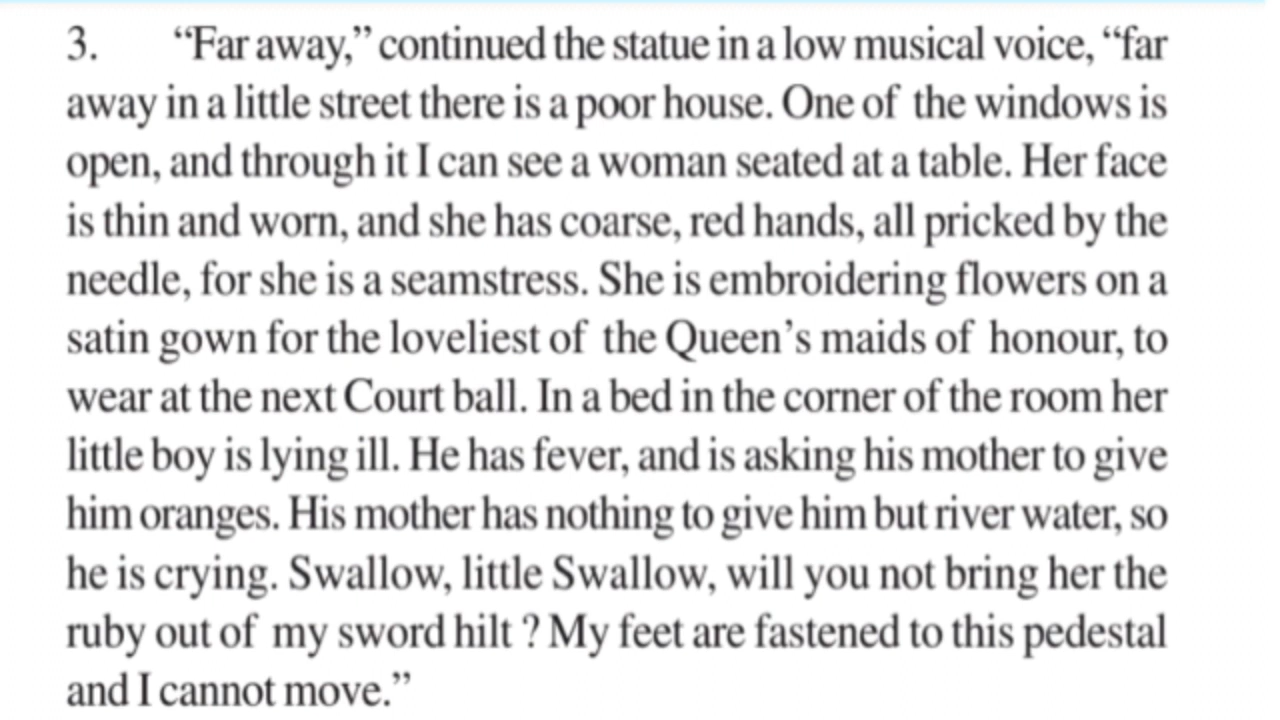 3. “Far away,” continued the statue in a low musical voice, “far
away in a little street there is a poor house. One of the windows is
open, and through it I can see a woman seated at a table. Her face
is thin and worn, and she has coarse, red hands, all pricked by the
needle, for she is a seamstress. She is embroidering flowers on a
satin gown for the loveliest of the Queen’s maids of honour, to
wear at the next Court ball. In a bed in the corner of the room her
little boy is lying ill. He has fever, and is asking his mother to give
him oranges. His mother has nothing to give him but river water, so
he is crying. Swallow, little Swallow, will you not bring her the
ruby out of my sword hilt ? My feet are fastened to this pedestal
and I cannot move.”